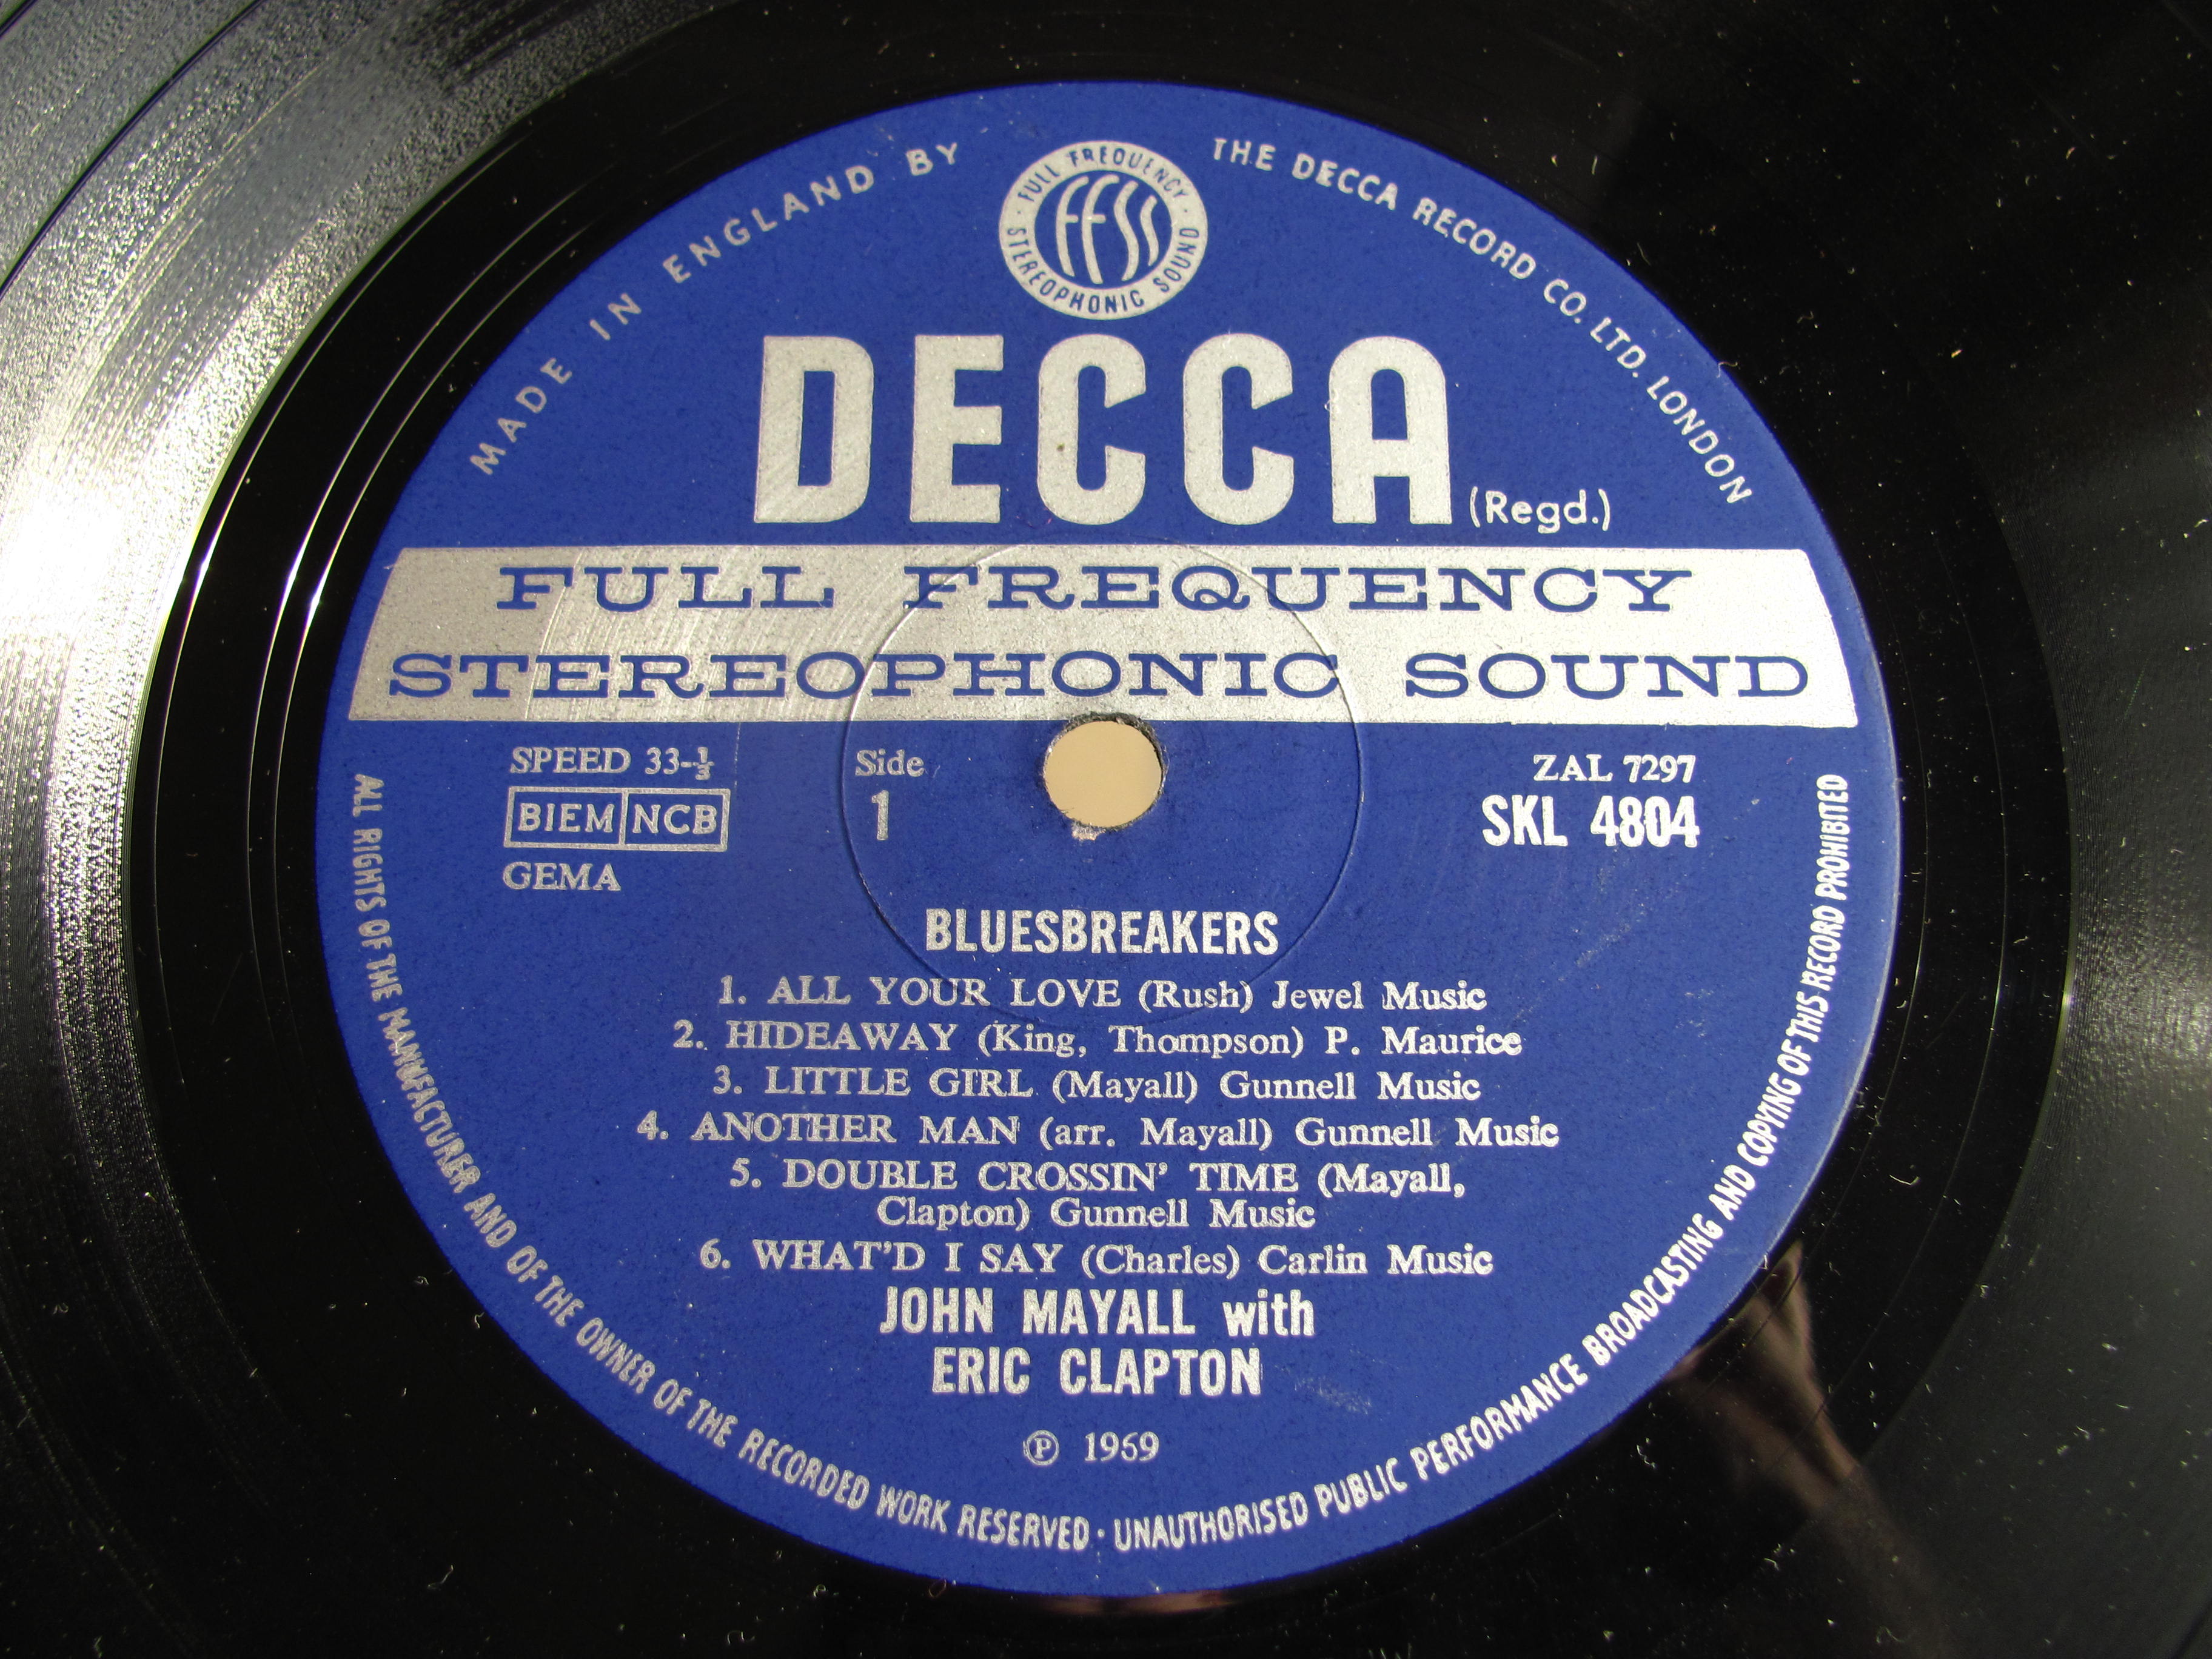 MADE IN ENGLAND BY
THE DECCA RECORD CO. LTD. LONDON
· FULL FREQUENCY ·
STEREOPHONIC SOUND
FFSS
DECCA (Regd.)
FULL FREQUENCY
STEREOPHONIC SOUND
SPEED 33-⅓
BIEM NCB
GEMA
Side
1
ZAL 7297
SKL 4804
BLUESBREAKERS
1. ALL YOUR LOVE (Rush) Jewel Music
2. HIDEAWAY (King, Thompson) P. Maurice
3. LITTLE GIRL (Mayall) Gunnell Music
4. ANOTHER MAN (arr. Mayall) Gunnell Music
5. DOUBLE CROSSIN' TIME (Mayall,
Clapton) Gunnell Music
6. WHAT'D I SAY (Charles) Carlin Music
JOHN MAYALL with
ERIC CLAPTON
Ⓟ 1969
ALL RIGHTS OF THE MANUFACTURER AND OF THE OWNER OF THE RECORDED WORK RESERVED · UNAUTHORISED PUBLIC PERFORMANCE BROADCASTING AND COPYING OF THIS RECORD PROHIBITED